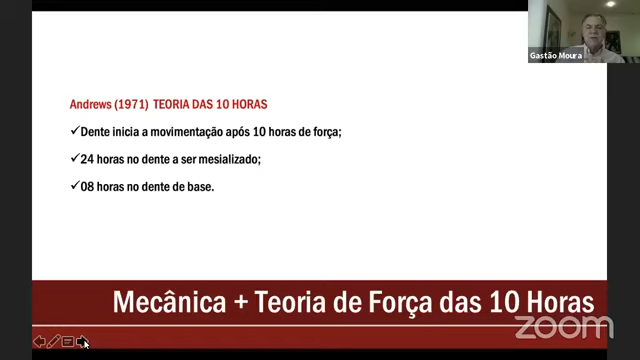 Gastão Moura
Andrews (1971) TEORIA DAS 10 HORAS
✓Dente inicia a movimentação após 10 horas de força;
✓24 horas no dente a ser mesializado;
✓08 horas no dente de base.
Mecânica + Teoria de Força das 10 Horas
zoom